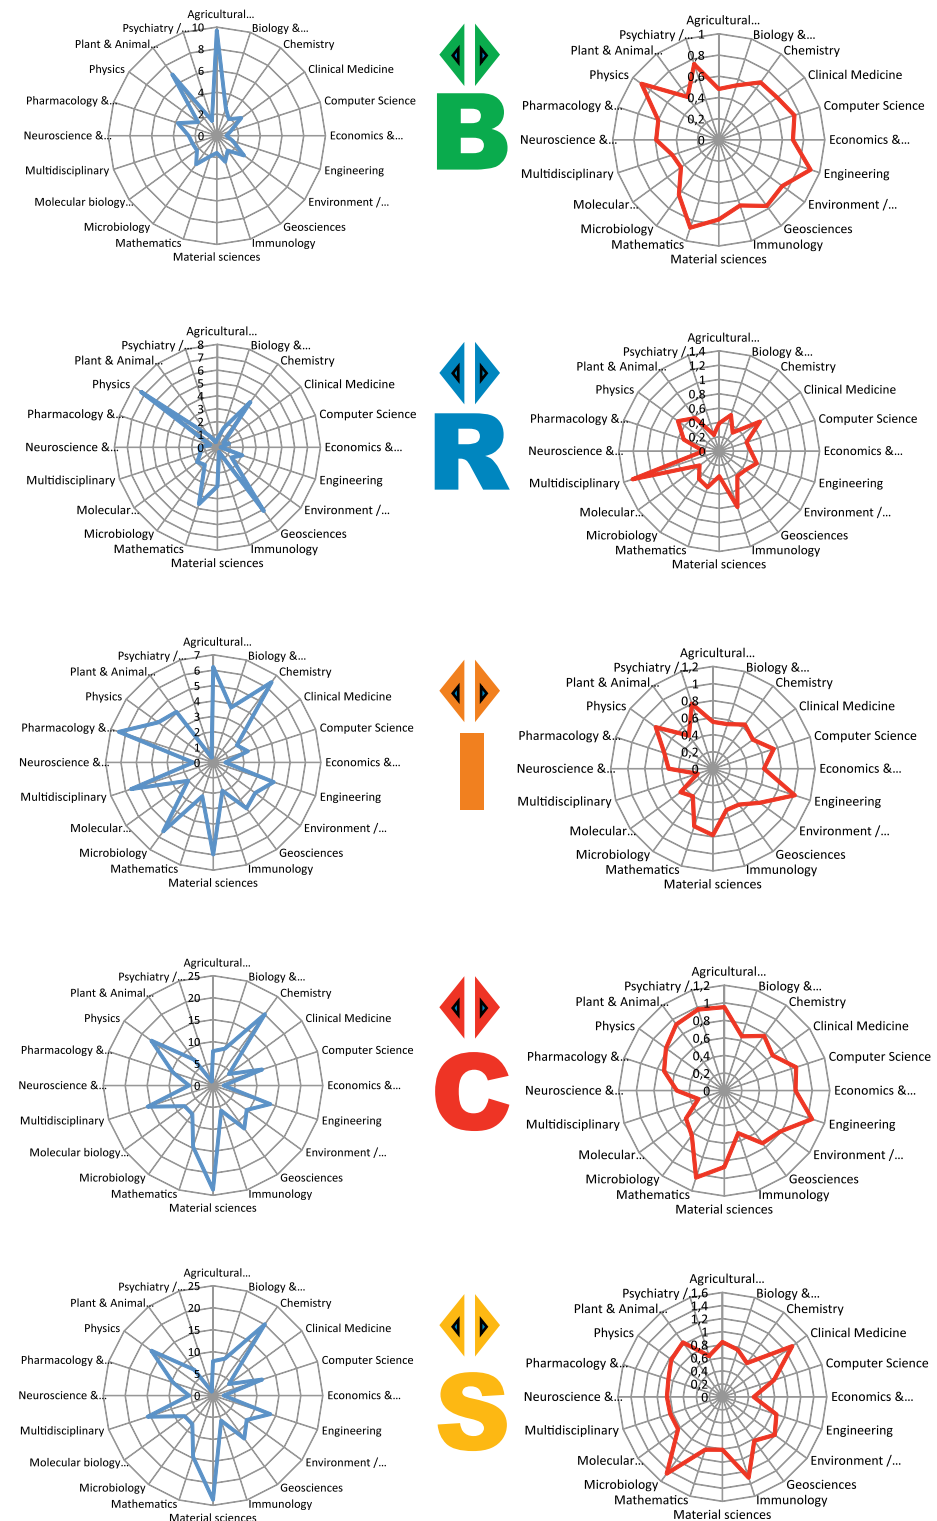 Agricultural...
Psychiatry /...
10
Biology &...
Plant & Animal...
8
Chemistry
Physics
6
Clinical Medicine
Pharmacology &...
4
Computer Science
2
Neuroscience &...
0
Economics &...
Multidisciplinary
Engineering
Molecular biology...
Environment /...
Microbiology
Geosciences
Mathematics
Immunology
Material sciences
B
Agricultural...
Psychiatry /...
1
Biology &...
Plant & Animal...
0,8
Chemistry
Physics
0,6
Clinical Medicine
Pharmacology &...
0,4
Computer Science
0,2
Neuroscience &...
0
Economics &...
Multidisciplinary
Engineering
Molecular...
Environment /...
Microbiology
Geosciences
Mathematics
Immunology
Material sciences
Agricultural...
Psychiatry /...
8
Biology &...
Plant & Animal...
7
Chemistry
6
Physics
5
Clinical Medicine
4
3
Pharmacology &...
2
Computer Science
1
Neuroscience &...
0
Economics &...
Multidisciplinary
Engineering
Molecular...
Environment /...
Microbiology
Geosciences
Mathematics
Immunology
Material sciences
R
Agricultural...
Psychiatry /...
1,4
Biology &...
Plant & Animal...
1,2
Chemistry
Physics
1
Clinical Medicine
0,8
0,6
Pharmacology &...
0,4
Computer Science
0,2
Neuroscience &...
0
Economics &...
Multidisciplinary
Engineering
Molecular...
Environment /...
Microbiology
Geosciences
Mathematics
Immunology
Material sciences
Agricultural...
Psychiatry /...
7
Biology &...
Plant & Animal...
6
Chemistry
5
Physics
4
Clinical Medicine
3
Pharmacology &...
2
Computer Science
1
Neuroscience &...
0
Economics &...
Multidisciplinary
Engineering
Molecular...
Environment /...
Microbiology
Geosciences
Mathematics
Immunology
Material sciences
I
Agricultural...
Psychiatry /...
1,2
Biology &...
Plant & Animal...
1
Chemistry
Physics
0,8
Clinical Medicine
0,6
Pharmacology &...
0,4
Computer Science
0,2
Neuroscience &...
0
Economics &...
Multidisciplinary
Engineering
Molecular...
Environment /...
Microbiology
Geosciences
Mathematics
Immunology
Material sciences
Agricultural...
Psychiatry /...
25
Biology &...
Plant & Animal...
20
Chemistry
Physics
15
Clinical Medicine
Pharmacology &...
10
Computer Science
5
Neuroscience &...
0
Economics &...
Multidisciplinary
Engineering
Molecular biology...
Environment /...
Microbiology
Geosciences
Mathematics
Immunology
Material sciences
C
Agricultural...
Psychiatry /...
1,2
Biology &...
Plant & Animal...
1
Chemistry
Physics
0,8
Clinical Medicine
0,6
Pharmacology &...
0,4
Computer Science
0,2
Neuroscience &...
0
Economics &...
Multidisciplinary
Engineering
Molecular...
Environment /...
Microbiology
Geosciences
Mathematics
Immunology
Material sciences
Agricultural...
Psychiatry /...
25
Biology &...
Plant & Animal...
20
Chemistry
Physics
15
Clinical Medicine
Pharmacology &...
10
Computer Science
5
Neuroscience &...
0
Economics &...
Multidisciplinary
Engineering
Molecular biology...
Environment /...
Microbiology
Geosciences
Mathematics
Immunology
Material sciences
S
Agricultural...
Psychiatry /...
1,6
Biology &...
Plant & Animal...
1,4
Chemistry
1,2
Physics
1
Clinical Medicine
0,8
Pharmacology &...
0,6
Computer Science
0,4
0,2
Neuroscience &...
0
Economics &...
Multidisciplinary
Engineering
Molecular...
Environment /...
Microbiology
Geosciences
Mathematics
Immunology
Material sciences